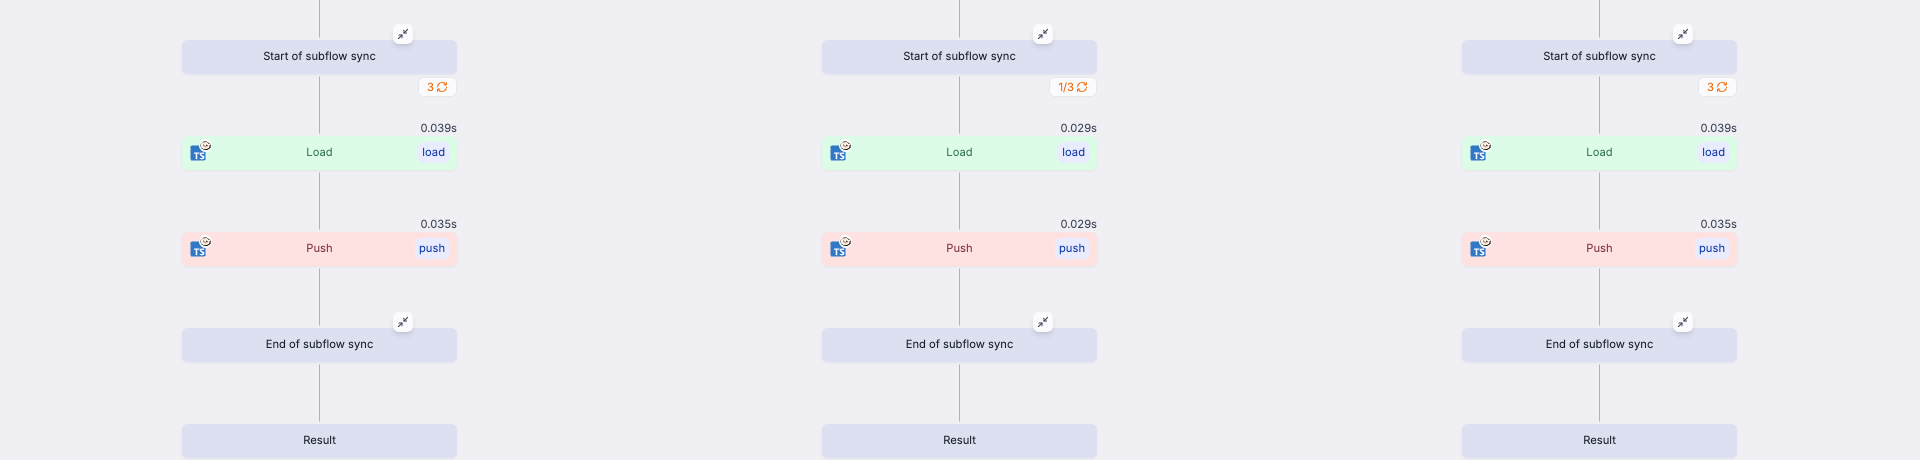 Start of subflow sync
3
0.039s
TS Load load
0.035s
TS Push push
End of subflow sync
Result
Start of subflow sync
1/3
0.029s
TS Load load
0.029s
TS Push push
End of subflow sync
Result
Start of subflow sync
3
0.039s
TS Load load
0.035s
TS Push push
End of subflow sync
Result